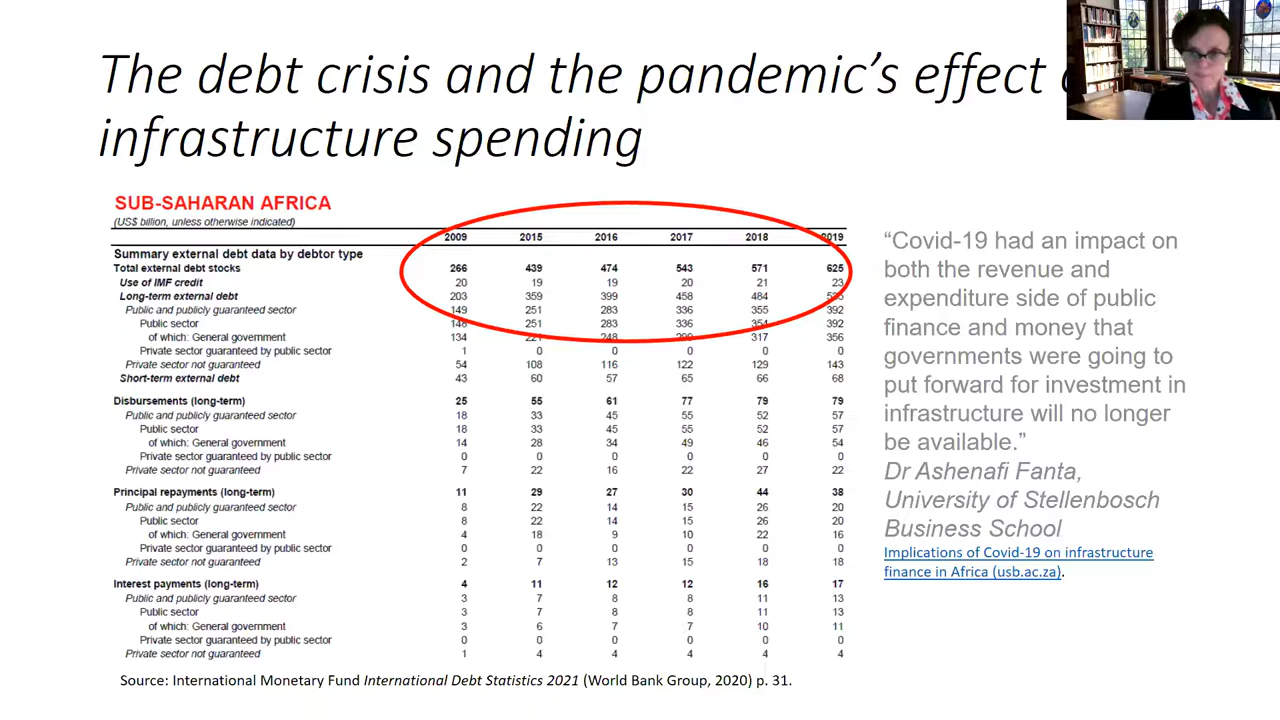 The debt crisis and the pandemic's effect
infrastructure spending
SUB-SAHARAN AFRICA
(US$ billion, unless otherwise indicated)
2009 2015 2016 2017 2018 2019
Summary external debt data by debtor type
Total external debt stocks 266 439 474 543 571 625
Use of IMF credit 20 19 19 20 21 23
Long-term external debt 203 359 399 458 484
Public and publicly guaranteed sector 149 251 283 336 355 392
Public sector 148 251 283 336 354 392
of which: General government 134 221 248 299 317 356
Private sector guaranteed by public sector 1 0 0 0 0 0
Private sector not guaranteed 54 108 116 122 129 143
Short-term external debt 43 60 57 65 66 68
Disbursements (long-term) 25 55 61 77 79 79
Public and publicly guaranteed sector 18 33 45 55 52 57
Public sector 18 33 45 55 52 57
of which: General government 14 28 34 49 46 54
Private sector guaranteed by public sector 0 0 0 0 0 0
Private sector not guaranteed 7 22 16 22 27 22
Principal repayments (long-term) 11 29 27 30 44 38
Public and publicly guaranteed sector 8 22 14 15 26 20
Public sector 8 22 14 15 26 20
of which: General government 4 18 9 10 22 16
Private sector guaranteed by public sector 0 0 0 0 0 0
Private sector not guaranteed 2 7 13 15 18 18
Interest payments (long-term) 4 11 12 12 16 17
Public and publicly guaranteed sector 3 7 8 8 11 13
Public sector 3 7 8 8 11 13
of which: General government 3 6 7 7 10 11
Private sector guaranteed by public sector 0 0 0 0 0 0
Private sector not guaranteed 1 4 4 4 4 4
Source: International Monetary Fund International Debt Statistics 2021 (World Bank Group, 2020) p. 31.
“Covid-19 had an impact on
both the revenue and
expenditure side of public
finance and money that
governments were going to
put forward for investment in
infrastructure will no longer
be available.”
Dr Ashenafi Fanta,
University of Stellenbosch
Business School
Implications of Covid-19 on infrastructure
finance in Africa (usb.ac.za).